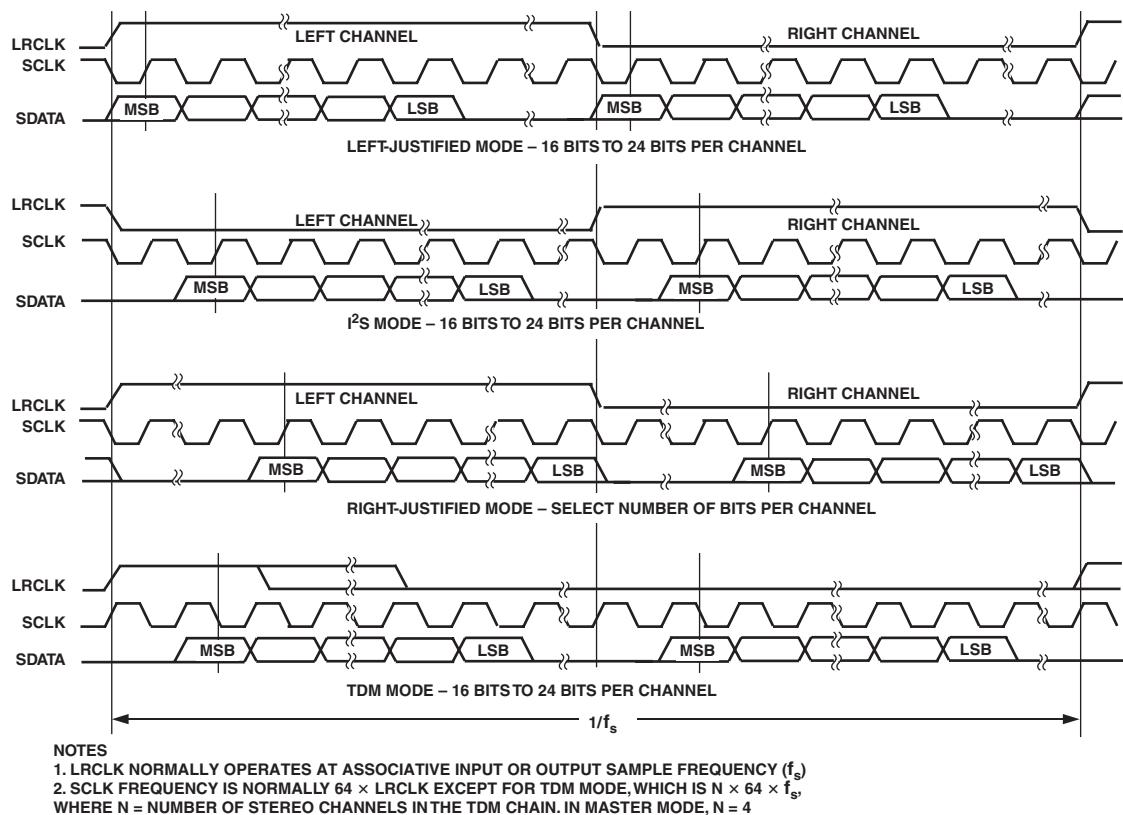 LRCLK
LEFT CHANNEL
RIGHT CHANNEL
SCLK
SDATA
MSB
LSB
MSB
LSB
LEFT-JUSTIFIED MODE – 16 BITS TO 24 BITS PER CHANNEL
LRCLK
LEFT CHANNEL
RIGHT CHANNEL
SCLK
SDATA
MSB
LSB
MSB
LSB
I²S MODE – 16 BITS TO 24 BITS PER CHANNEL
LRCLK
LEFT CHANNEL
RIGHT CHANNEL
SCLK
SDATA
MSB
LSB
MSB
LSB
RIGHT-JUSTIFIED MODE – SELECT NUMBER OF BITS PER CHANNEL
LRCLK
SCLK
SDATA
MSB
LSB
MSB
LSB
TDM MODE – 16 BITS TO 24 BITS PER CHANNEL
1/fs
NOTES
1. LRCLK NORMALLY OPERATES AT ASSOCIATIVE INPUT OR OUTPUT SAMPLE FREQUENCY (fs)
2. SCLK FREQUENCY IS NORMALLY 64 × LRCLK EXCEPT FOR TDM MODE, WHICH IS N × 64 × fs,
WHERE N = NUMBER OF STEREO CHANNELS IN THE TDM CHAIN. IN MASTER MODE, N = 4